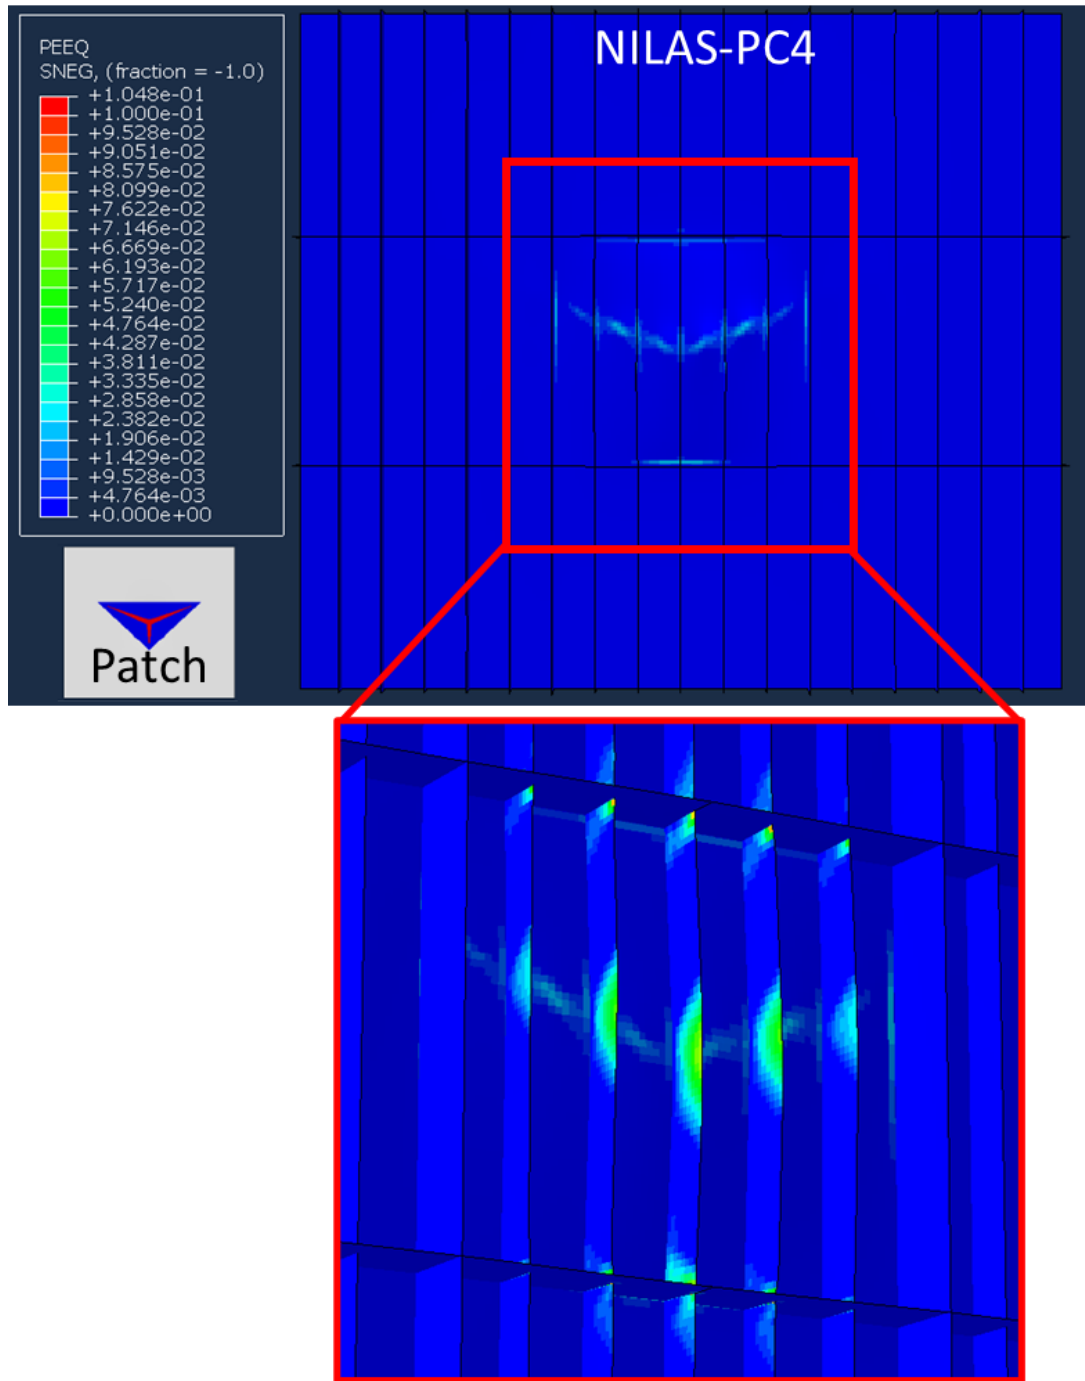 PEEQ
SNEG, (fraction = -1.0)
+1.048e-01
+1.000e-01
+9.528e-02
+9.051e-02
+8.575e-02
+8.099e-02
+7.622e-02
+7.146e-02
+6.669e-02
+6.193e-02
+5.717e-02
+5.240e-02
+4.764e-02
+4.287e-02
+3.811e-02
+3.335e-02
+2.858e-02
+2.382e-02
+1.906e-02
+1.429e-02
+9.528e-03
+4.764e-03
+0.000e+00
NILAS-PC4
Patch